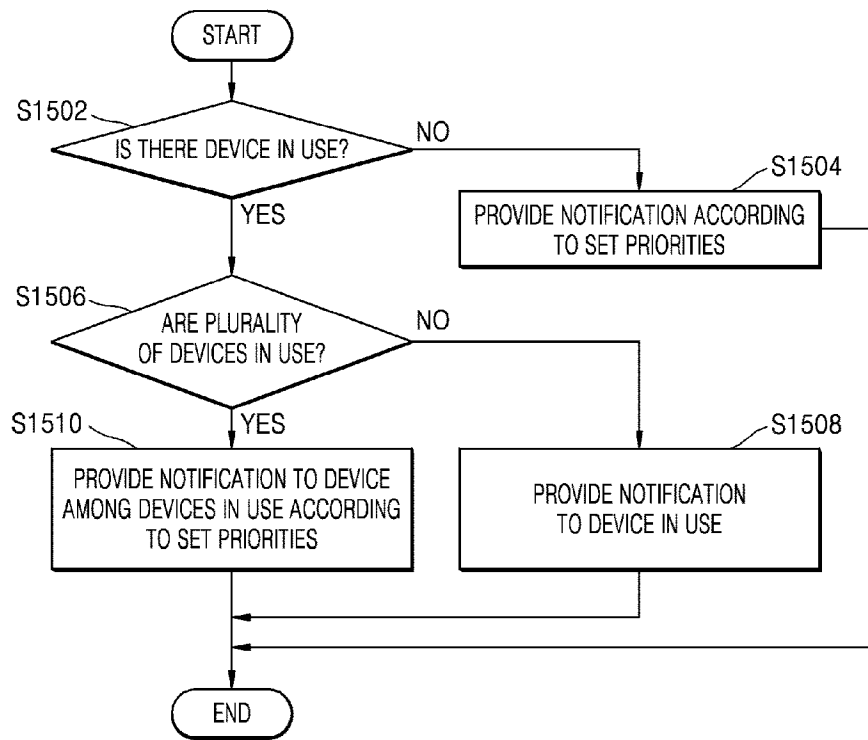 START
S1502
IS THERE DEVICE IN USE?
NO
YES
S1504
PROVIDE NOTIFICATION ACCORDING
TO SET PRIORITIES
S1506
ARE PLURALITY
OF DEVICES IN USE?
NO
YES
S1510
PROVIDE NOTIFICATION TO DEVICE
AMONG DEVICES IN USE ACCORDING
TO SET PRIORITIES
S1508
PROVIDE NOTIFICATION
TO DEVICE IN USE
END